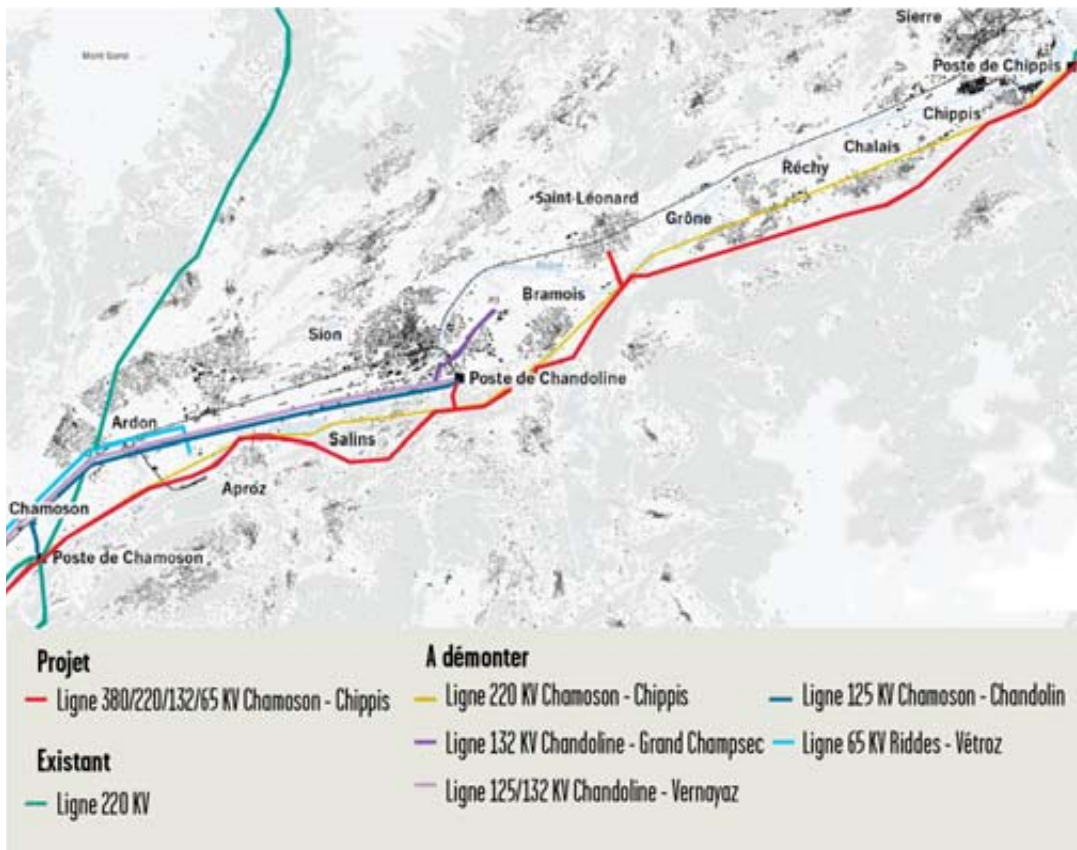 Mont Gond
Sierre
Poste de Chippis
Chippis
Chalais
Réchy
Saint-Léonard
Grône
Bramois
Sion
Poste de Chandoline
Ardon
Salins
Aproz
Chamoson
Poste de Chamoson
Projet
Ligne 380/220/132/65 KV Chamoson - Chippis
Existant
Ligne 220 KV
A démonter
Ligne 220 KV Chamoson - Chippis
Ligne 132 KV Chandoline - Grand Champsec
Ligne 125/132 KV Chandoline - Vernayaz
Ligne 125 KV Chamoson - Chandolin
Ligne 65 KV Riddes - Vétroz